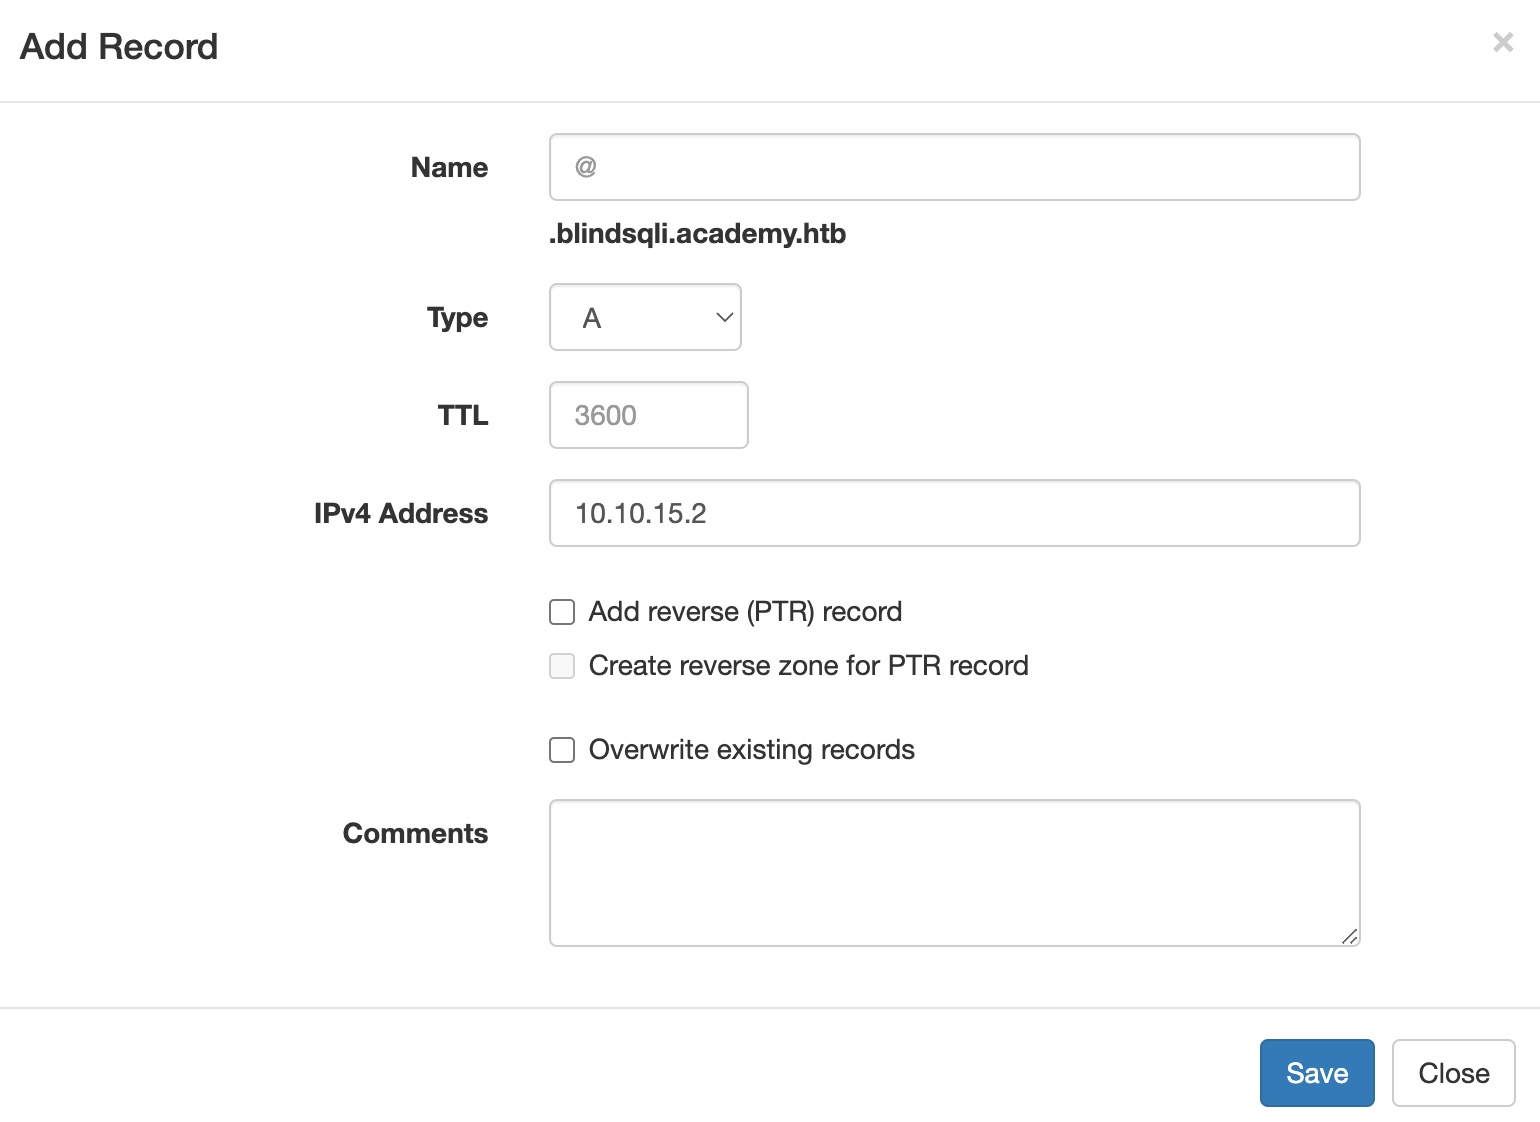 Add Record ×
Name @
.blindsqli.academy.htb
Type A
TTL 3600
IPv4 Address 10.10.15.2
Add reverse (PTR) record
Create reverse zone for PTR record
Overwrite existing records
Comments
Save Close